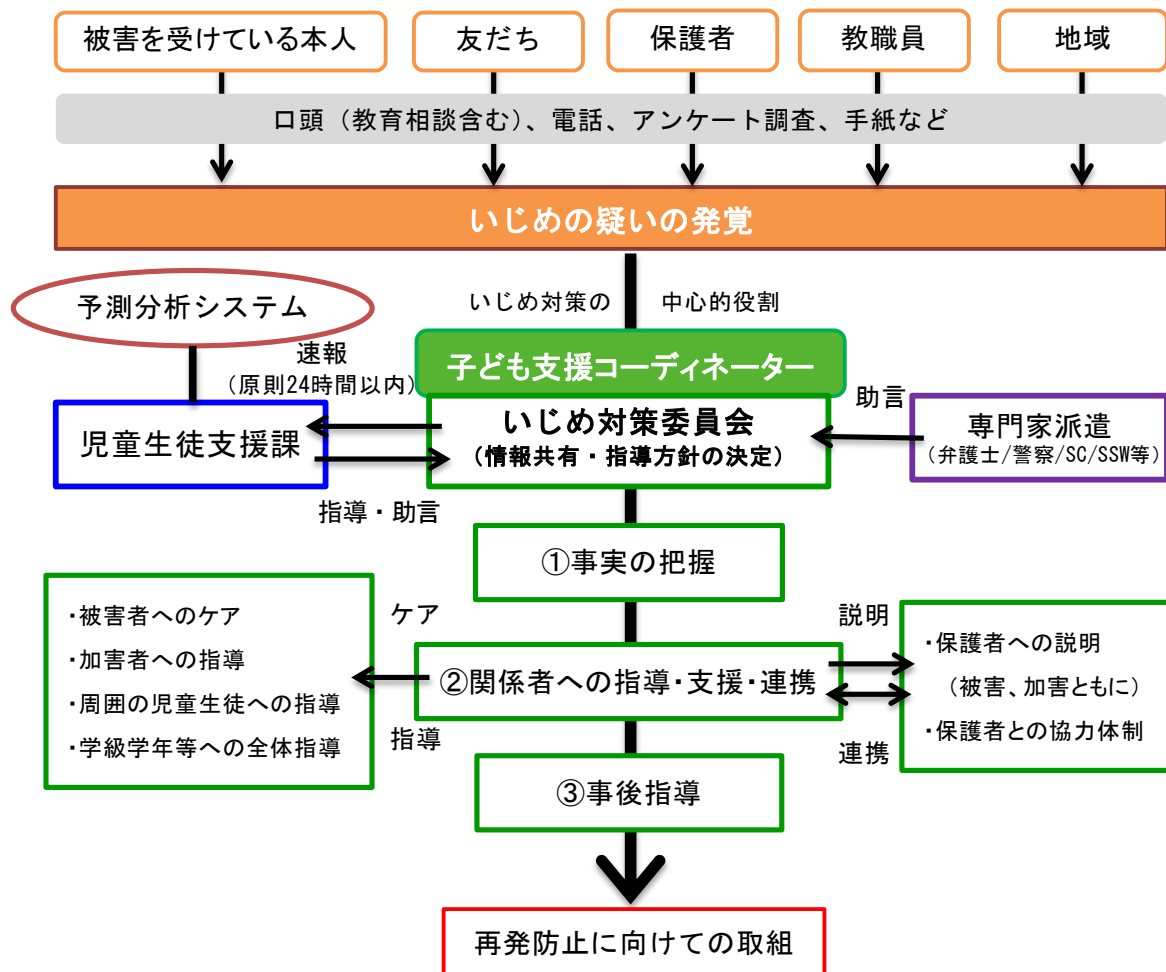 被害を受けている本人
友だち
保護者
教職員
地域
口頭（教育相談含む）、電話、アンケート調査、手紙など
いじめの疑いの発覚
いじめ対策の
中心的役割
予測分析システム
速報
（原則24時間以内）
子ども支援コーディネーター
いじめ対策委員会
（情報共有・指導方針の決定）
児童生徒支援課
助言
専門家派遣
（弁護士/警察/SC/SSW等）
指導・助言
①事実の把握
・被害者へのケア
・加害者への指導
・周囲の児童生徒への指導
・学級学年等への全体指導
ケア
指導
②関係者への指導・支援・連携
説明
連携
・保護者への説明
（被害、加害ともに）
・保護者との協力体制
③事後指導
再発防止に向けての取組